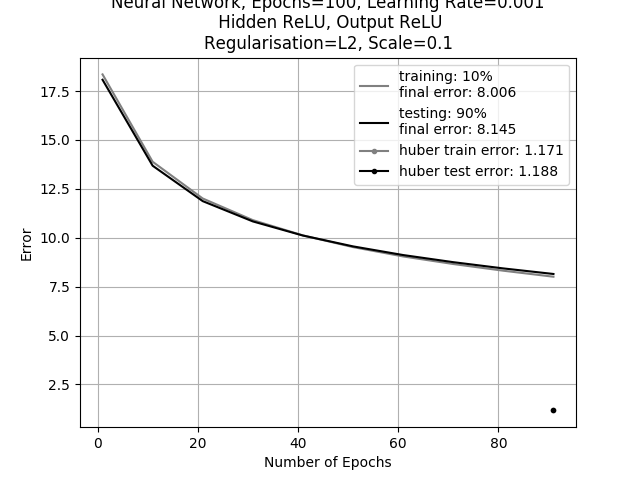 Neural Network, Epochs=100, Learning Rate=0.001
Hidden ReLU, Output ReLU
Regularisation=L2, Scale=0.1
training: 10%
final error: 8.006
testing: 90%
final error: 8.145
huber train error: 1.171
huber test error: 1.188
17.5
15.0
12.5
10.0
7.5
5.0
2.5
Error
0 20 40 60 80
Number of Epochs